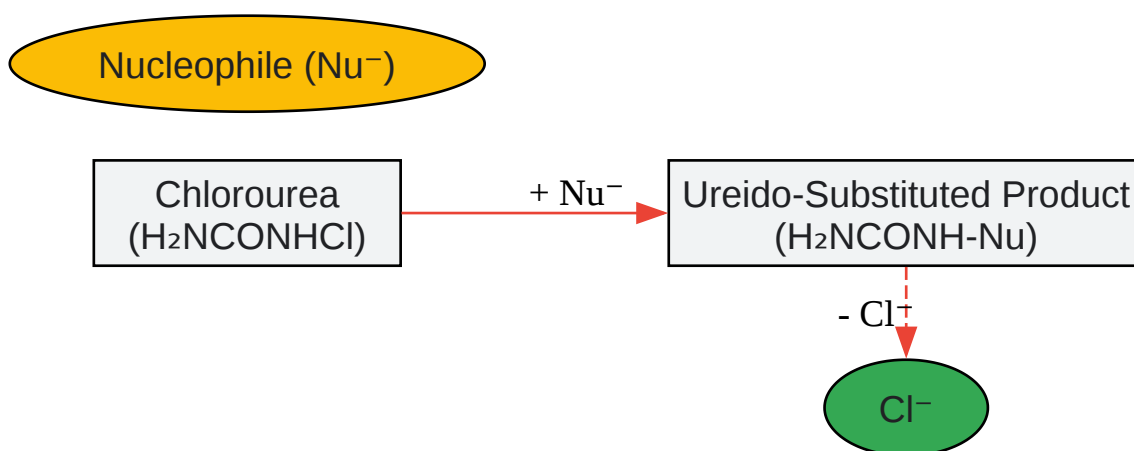 Nucleophile (Nu⁻)
Chlorourea
(H₂NCONHCl)
+ Nu⁻
Ureido-Substituted Product
(H₂NCONH-Nu)
- Cl⁻
Cl⁻